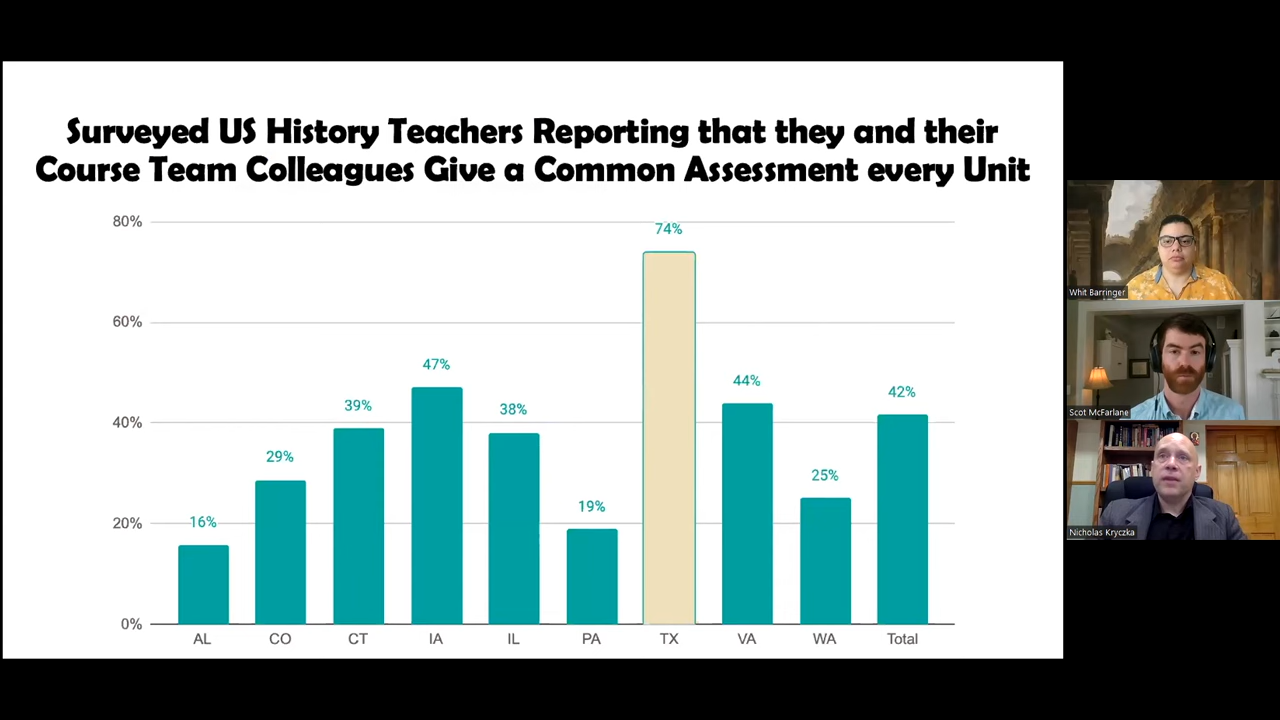 Surveyed US History Teachers Reporting that they and their
Course Team Colleagues Give a Common Assessment every Unit
80%
60%
40%
20%
0%
16%
29%
39%
47%
38%
19%
74%
44%
25%
42%
AL CO CT IA IL PA TX VA WA Total
Whit Barringer
Scot McFarlane
Nicholas Kryczka